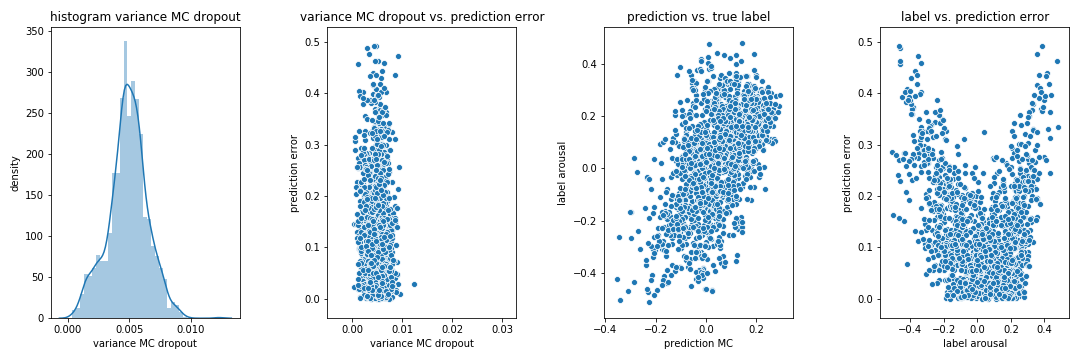 histogram variance MC dropout
350
300
250
200
150
100
50
0
density
0.000 0.005 0.010
variance MC dropout
variance MC dropout vs. prediction error
0.5
0.4
0.3
0.2
0.1
0.0
prediction error
0.00 0.01 0.02 0.03
variance MC dropout
prediction vs. true label
0.4
0.2
0.0
−0.2
−0.4
label arousal
−0.4 −0.2 0.0 0.2
prediction MC
label vs. prediction error
0.5
0.4
0.3
0.2
0.1
0.0
prediction error
−0.4 −0.2 0.0 0.2 0.4
label arousal